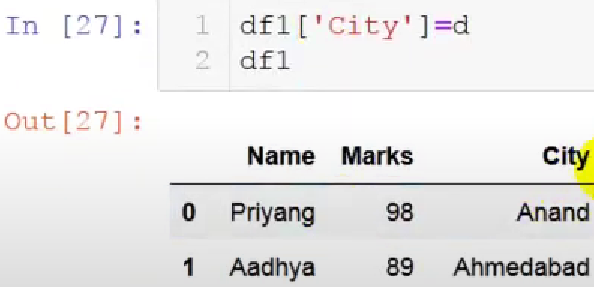 In [27]: 1 df1['City']=d
2 df1
Out[27]:
Name Marks City
0 Priyang 98 Anand
1 Aadhya 89 Ahmedabad